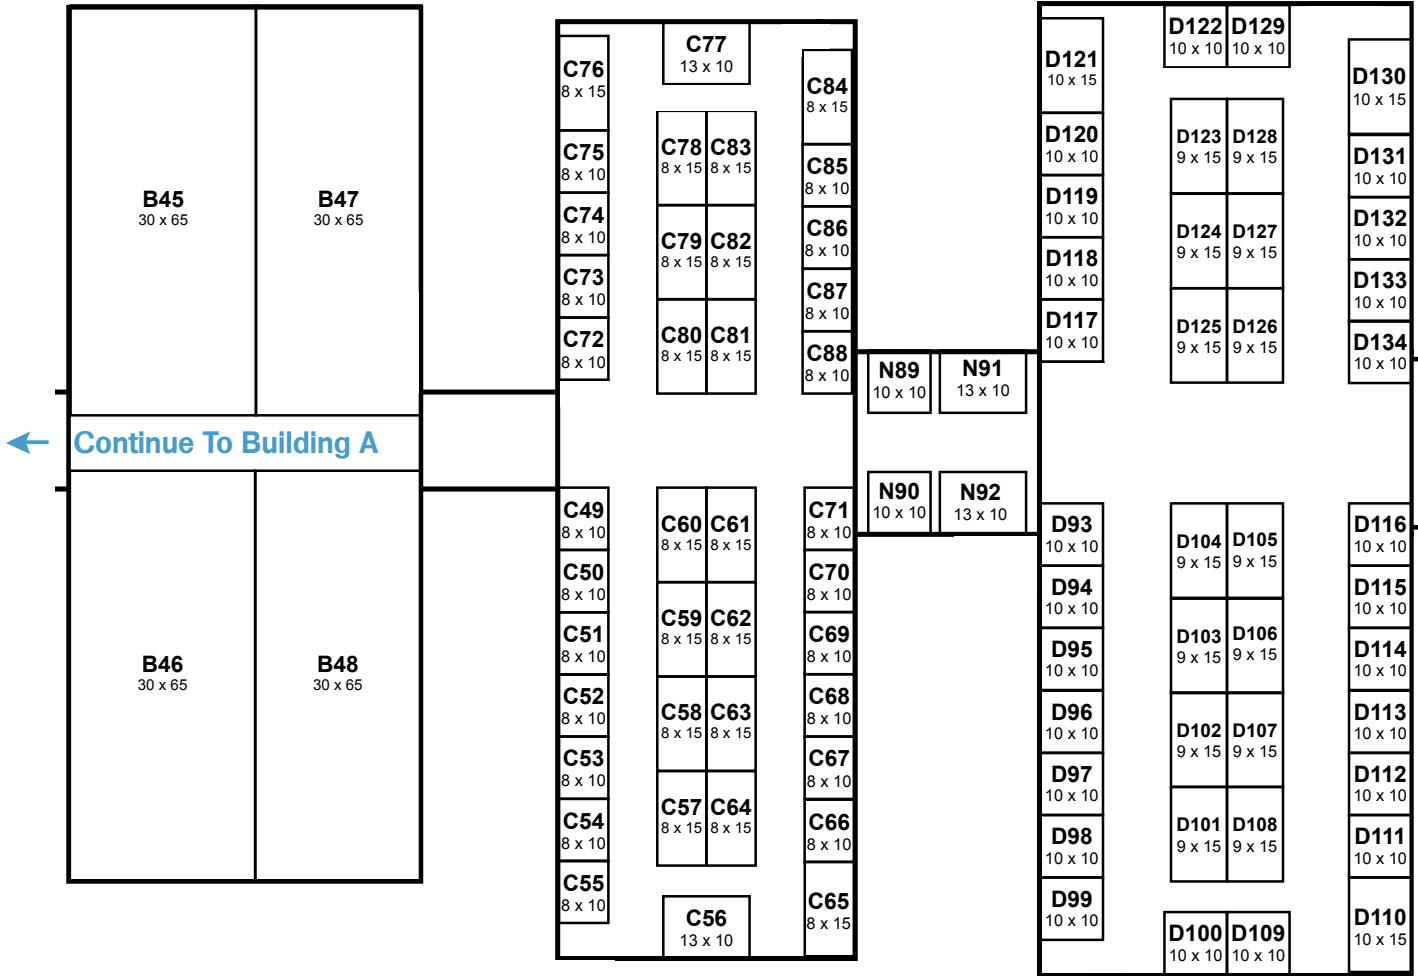 B45
30 x 65
B47
30 x 65
Continue To Building A
B46
30 x 65
B48
30 x 65
C76
8 x 15
C75
8 x 10
C74
8 x 10
C73
8 x 10
C72
8 x 10
C77
13 x 10
C78
8 x 15
C83
8 x 15
C79
8 x 15
C82
8 x 15
C80
8 x 15
C81
8 x 15
C84
8 x 15
C85
8 x 10
C86
8 x 10
C87
8 x 10
C88
8 x 10
C49
8 x 10
C50
8 x 10
C51
8 x 10
C52
8 x 10
C53
8 x 10
C54
8 x 10
C55
8 x 10
C60
8 x 15
C61
8 x 15
C59
8 x 15
C62
8 x 15
C58
8 x 15
C63
8 x 15
C57
8 x 15
C64
8 x 15
C56
13 x 10
C71
8 x 10
C70
8 x 10
C69
8 x 10
C68
8 x 10
C67
8 x 10
C66
8 x 10
C65
8 x 15
N89
10 x 10
N91
13 x 10
N90
10 x 10
N92
13 x 10
D121
10 x 15
D120
10 x 10
D119
10 x 10
D118
10 x 10
D117
10 x 10
D122
10 x 10
D129
10 x 10
D123
9 x 15
D128
9 x 15
D124
9 x 15
D127
9 x 15
D125
9 x 15
D126
9 x 15
D130
10 x 15
D131
10 x 10
D132
10 x 10
D133
10 x 10
D134
10 x 10
D93
10 x 10
D94
10 x 10
D95
10 x 10
D96
10 x 10
D97
10 x 10
D98
10 x 10
D99
10 x 10
D104
9 x 15
D105
9 x 15
D103
9 x 15
D106
9 x 15
D102
9 x 15
D107
9 x 15
D101
9 x 15
D108
9 x 15
D100
10 x 10
D109
10 x 10
D116
10 x 10
D115
10 x 10
D114
10 x 10
D113
10 x 10
D112
10 x 10
D111
10 x 10
D110
10 x 15